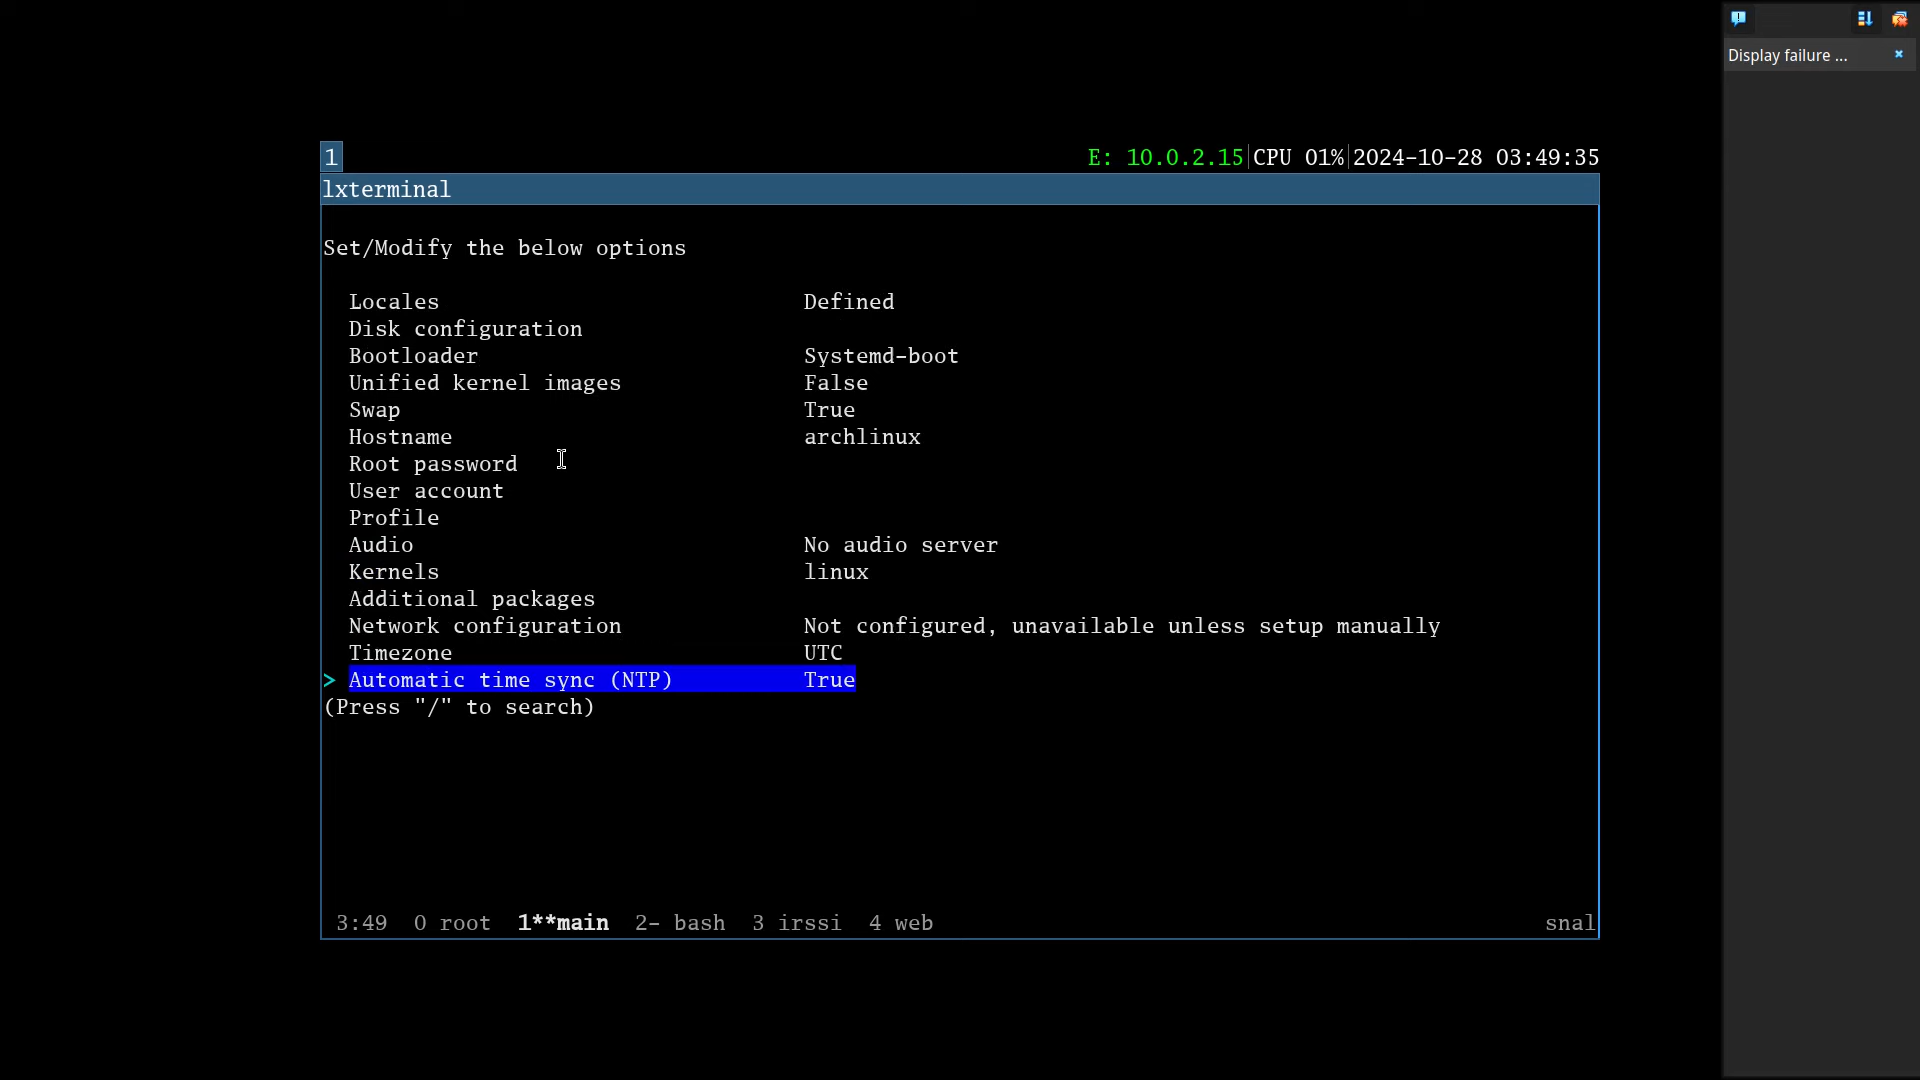 Display failure ...
1 E: 10.0.2.15|CPU 01%|2024-10-28 03:49:35
lxterminal
Set/Modify the below options
Locales Defined
Disk configuration
Bootloader Systemd-boot
Unified kernel images False
Swap True
Hostname archlinux
Root password
User account
Profile
Audio No audio server
Kernels linux
Additional packages
Network configuration Not configured, unavailable unless setup manually
Timezone UTC
> Automatic time sync (NTP) True
(Press "/" to search)
3:49 0 root 1**main 2- bash 3 irssi 4 web snal